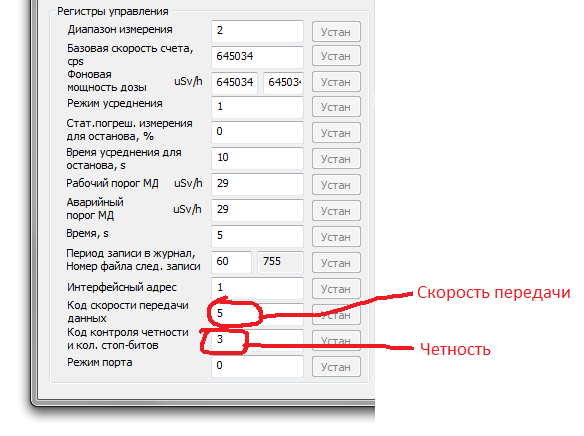 Регистры управления
Диапазон измерения 2 Устан
Базовая скорость счета,
cps 645034 Устан
Фоновая
мощность дозы uSv/h 645034 64503 Устан
Режим усреднения 1 Устан
Стат.погреш. измерения
для останова, % 0 Устан
Время усреднения для
останова, s 10 Устан
Рабочий порог МД uSv/h 29 Устан
Аварийный
порог МД uSv/h 29 Устан
Время, s 5 Устан
Период записи в журнал,
Номер файла след. записи 60 755 Устан
Интерфейсный адрес 1 Устан
Код скорости передачи
данных 5 Устан
Скорость передачи
Код контроля четности
и кол. стоп-битов 3 Устан
Четность
Режим порта 0 Устан